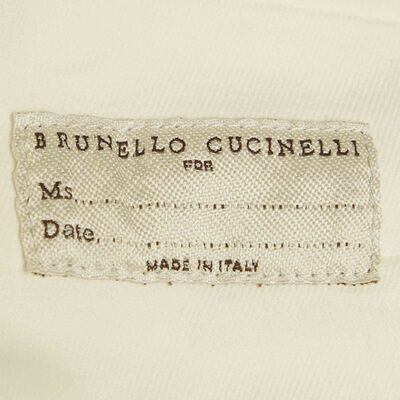 BRUNELLO CUCINELLI
FOR
Ms.
Date
MADE IN ITALY